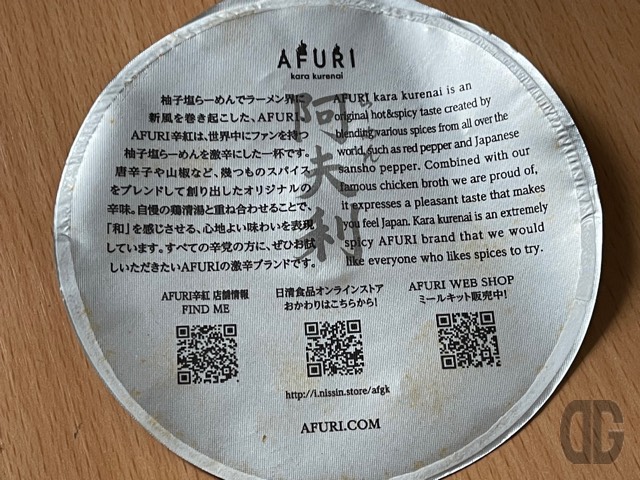 AFURI
kara kurenai
柚子塩らーめんでラーメン界に
新風を巻き起こした、AFURI。
AFURI辛紅は、世界中にファンを持つ
柚子塩らーめんを激辛にした一杯です。
唐辛子や山椒など、幾つものスパイス
をブレンドして創り出したオリジナルの
辛味。自慢の鶏清湯と重ね合わせることで、
「和」を感じさせる、心地よい味わいを表現
しています。すべての辛党の方に、ぜひお試
しいただきたいAFURIの激辛ブランドです。
AFURI kara kurenai is an
original hot&spicy taste created by
blending various spices from all over the
world, such as red pepper and Japanese
sansho pepper. Combined with our
famous chicken broth we are proud of,
it expresses a pleasant taste that makes
you feel Japan. Kara kurenai is an extremely
spicy AFURI brand that we would
like everyone who likes spices to try.
阿夫利
AFURI辛紅 店舗情報
FIND ME
日清食品オンラインストア
おかわりはこちらから!
http://i.nissin.store/afgk
AFURI WEB SHOP
ミールキット販売中!
AFURI.COM
DG